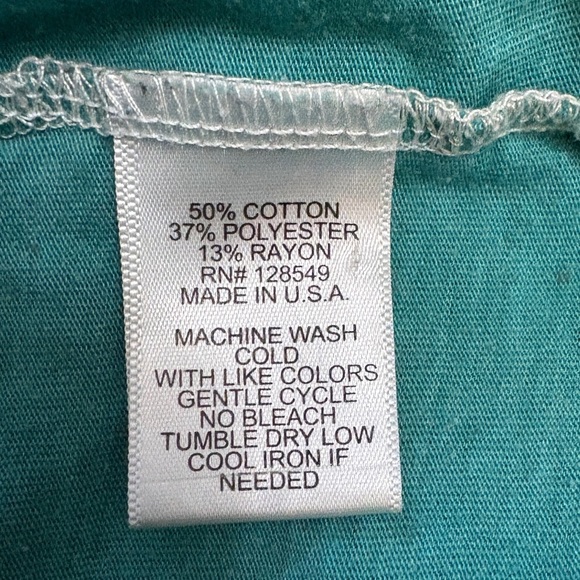 50% COTTON
37% POLYESTER
13% RAYON
RN# 128549
MADE IN U.S.A.
MACHINE WASH
COLD
WITH LIKE COLORS
GENTLE CYCLE
NO BLEACH
TUMBLE DRY LOW
COOL IRON IF
NEEDED